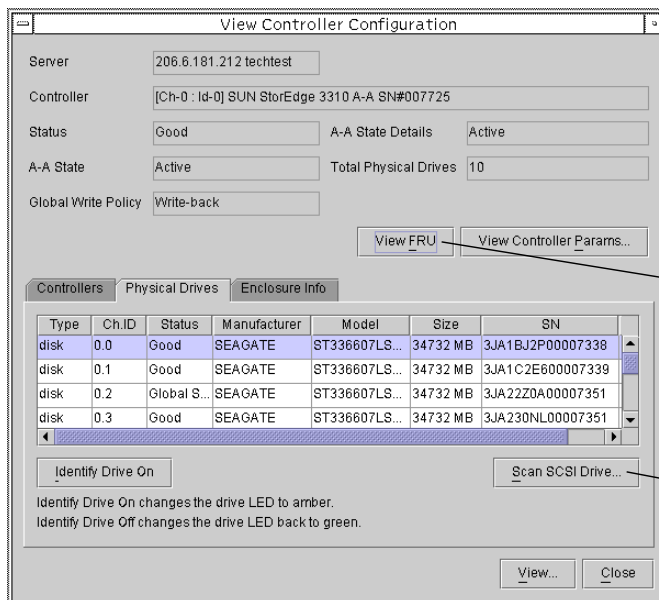 View Controller Configuration
Server 206.6.181.212 techtest
Controller [Ch-0 : Id-0] SUN StorEdge 3310 A-A SN#007725
Status Good A-A State Details Active
A-A State Active Total Physical Drives 10
Global Write Policy Write-back
View FRU View Controller Params...
Controllers Physical Drives Enclosure Info
Type Ch.ID Status Manufacturer Model Size SN
disk 0.0 Good SEAGATE ST336607LS... 34732 MB 3JA1BJ2P00007338
disk 0.1 Good SEAGATE ST336607LS... 34732 MB 3JA1C2E600007339
disk 0.2 Global S... SEAGATE ST336607LS... 34732 MB 3JA22Z0A00007351
disk 0.3 Good SEAGATE ST336607LS... 34732 MB 3JA230NL00007351
Identify Drive On Scan SCSI Drive...
Identify Drive On changes the drive LED to amber.
Identify Drive Off changes the drive LED back to green.
View... Close